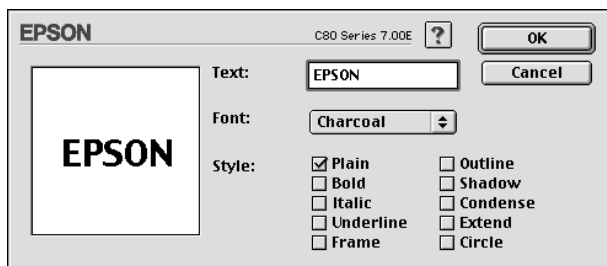 EPSON
C80 Series 7.00E
?
OK
Cancel
Text:
EPSON
EPSON
Font:
Charcoal
Style:
Plain
Bold
Italic
Underline
Frame
Outline
Shadow
Condense
Extend
Circle